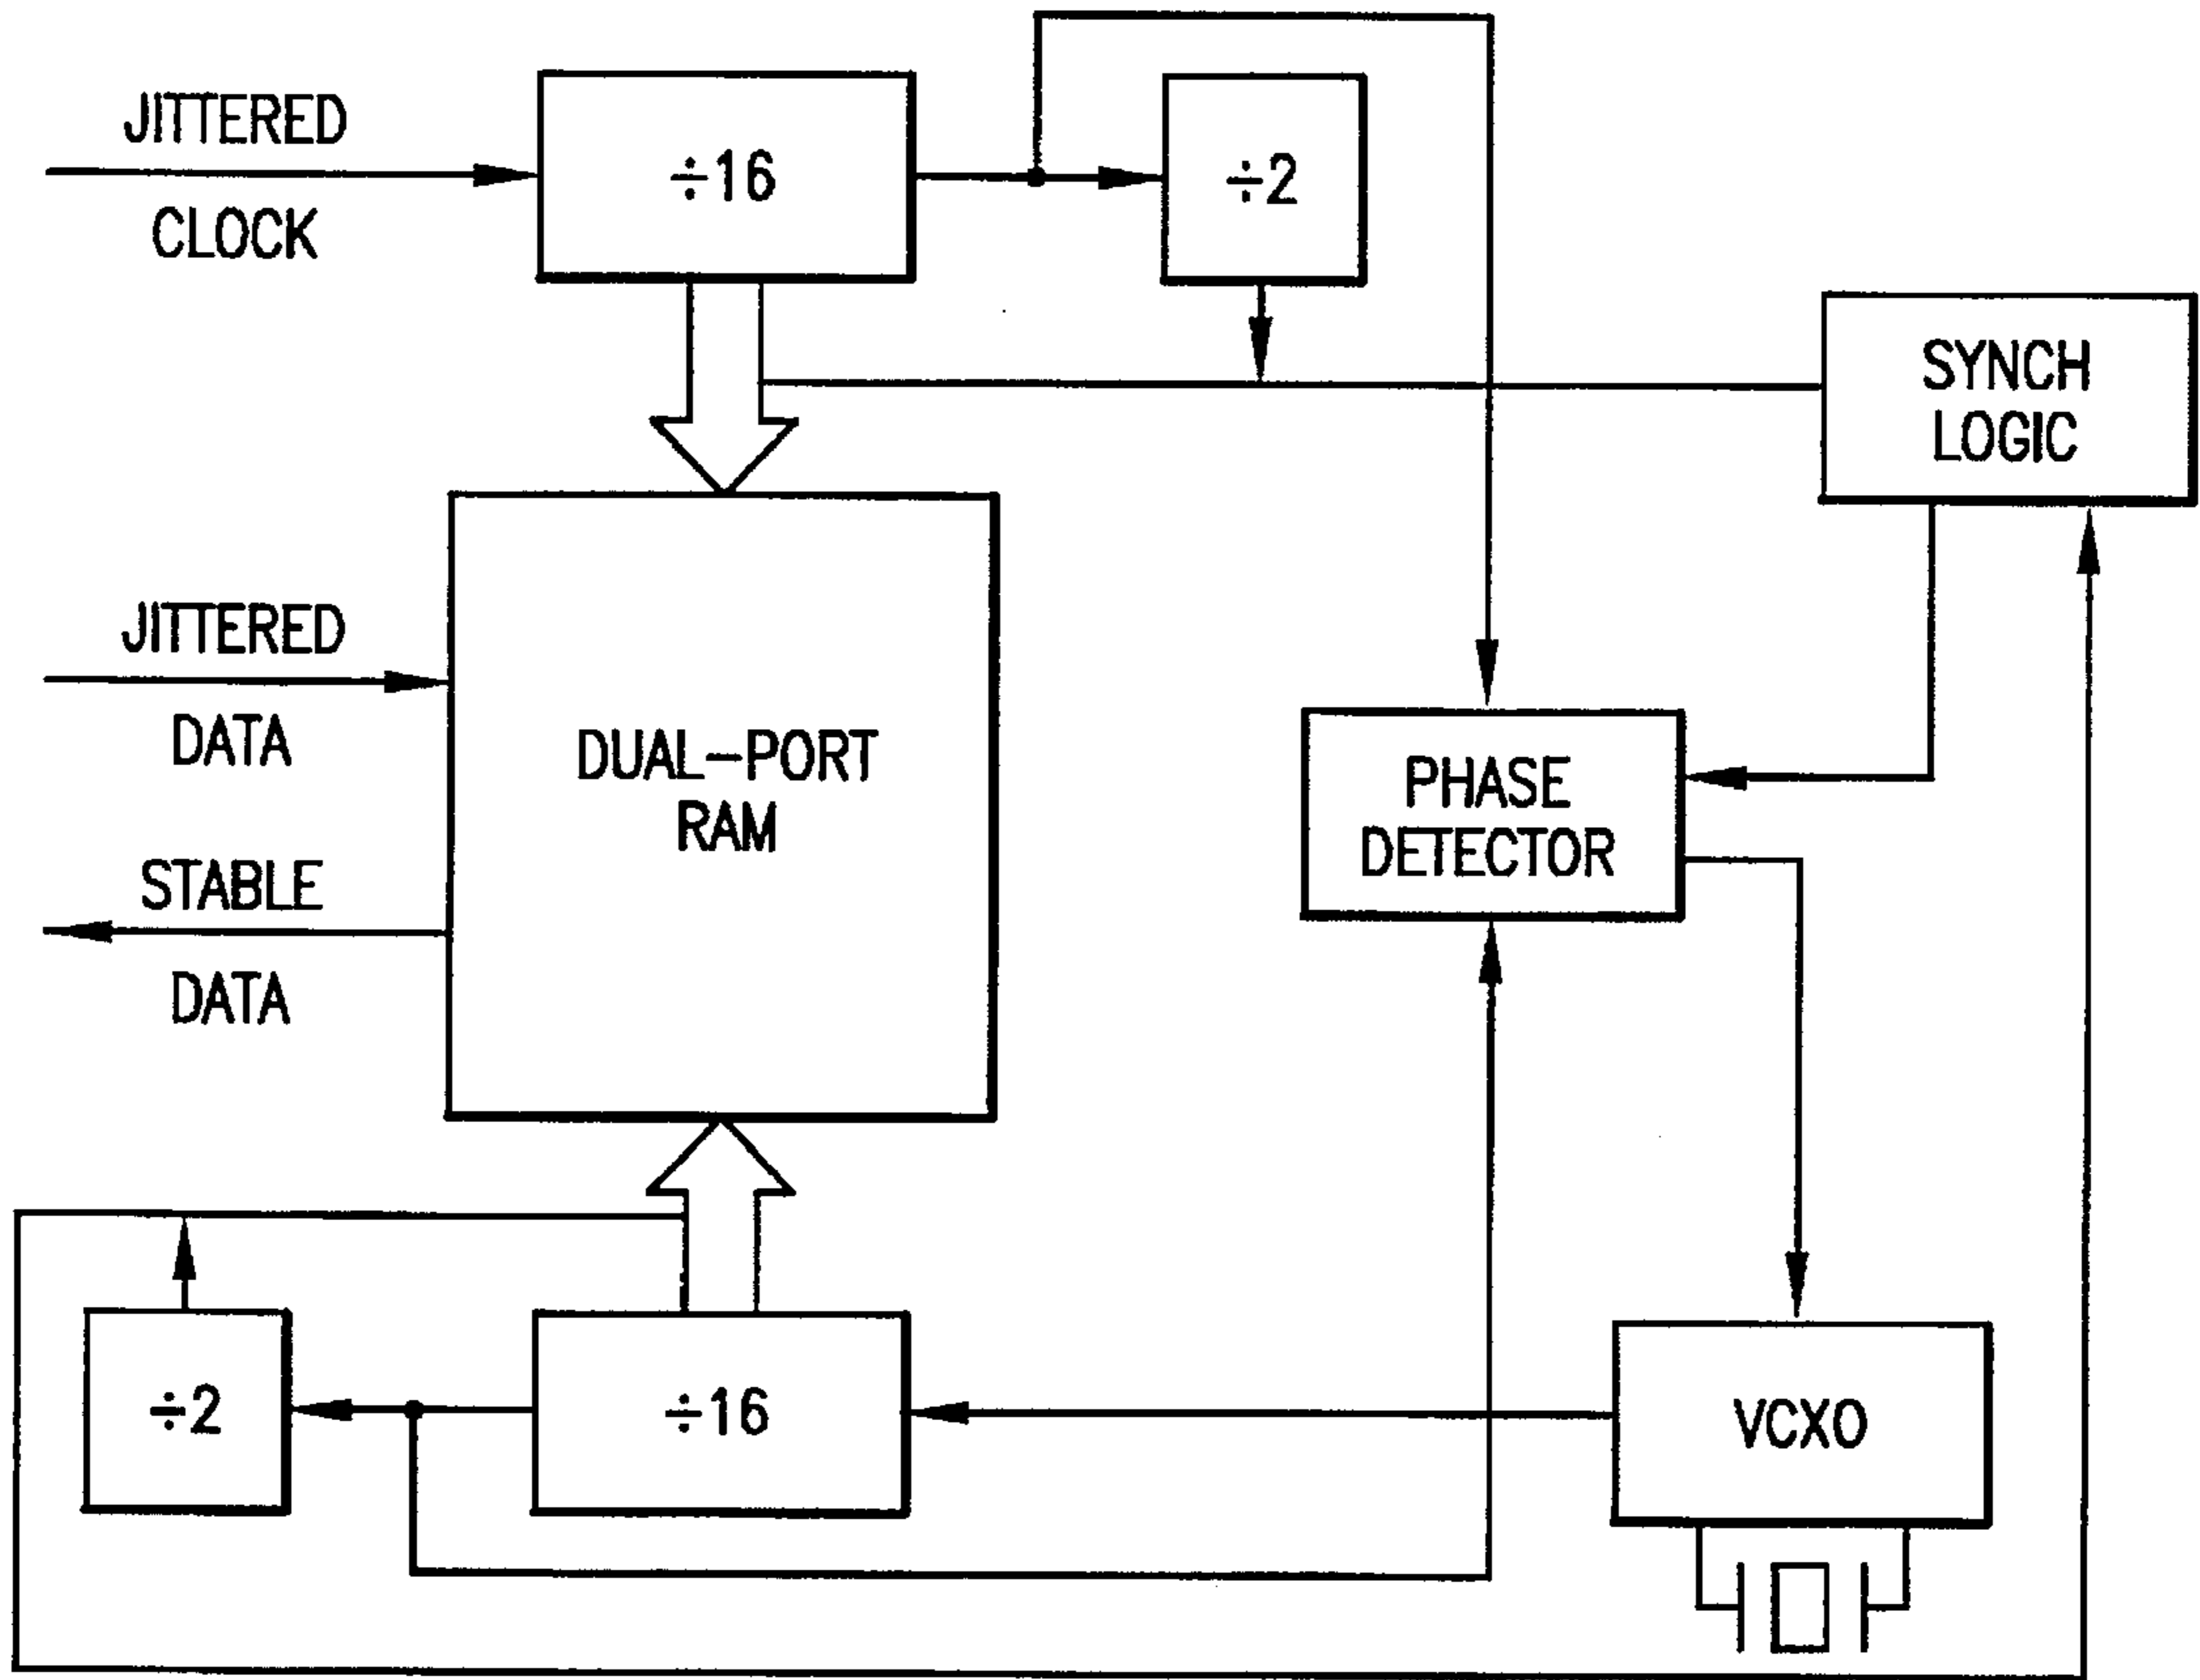 JITTERED
CLOCK
÷16
÷2
SYNCH
LOGIC
JITTERED
DATA
STABLE
DATA
DUAL-PORT
RAM
PHASE
DETECTOR
÷2
÷16
VCXO